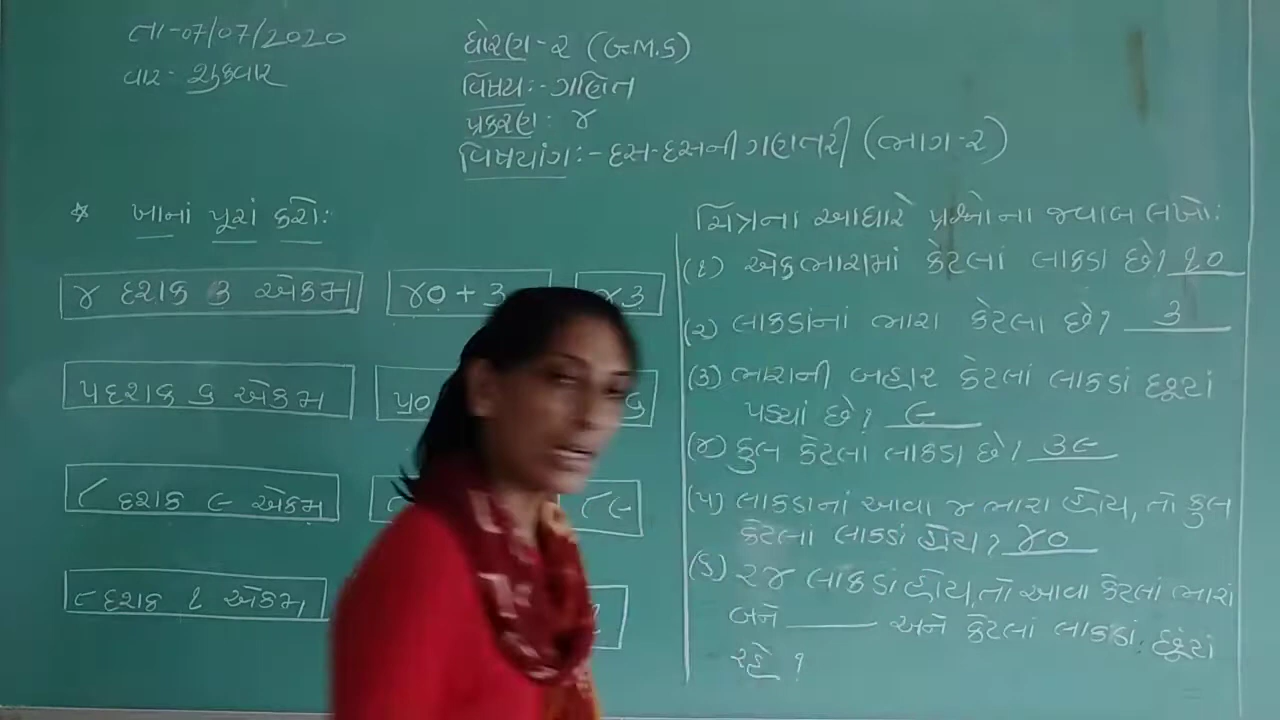 તા-07/07/2020
વાર - શુક્રવાર
ધોરણ-૨ (G.M.S)
વિષય:- ગણિત
પ્રકરણ: ૪
વિષયાંગ:- દસ-દસની ગણતરી (ભાગ-૨)
* ખાનાં પૂરાં કરો:
૪ દશક ૩ એકમ
૪૦ + ૩
૪૩
૫ દશક ૬ એકમ
૫૦
૬
૮ દશક ૯ એકમ
૮૯
૯ દશક ૧ એકમ
ચિત્રના આધારે પ્રશ્નોના જવાબ લખો:
(૧) એક ભારામાં કેટલાં લાકડા છે? ૧૦
(૨) લાકડાંનાં ભારા કેટલા છે? ૩
(૩) ભારાની બહાર કેટલાં લાકડાં છૂટાં
પડ્યાં છે? ૯
(૪) કુલ કેટલાં લાકડા છે? ૩૯
(૫) લાકડાનાં આવા ૪ ભારા હોય, તો કુલ
કેટલા લાકડાં હોય? ૪૦
(૬) ૨૪ લાકડાં હોય, તો આવા કેટલાં ભારાં
બને ______ અને કેટલાં લાકડાં છૂટાં
રહે ?